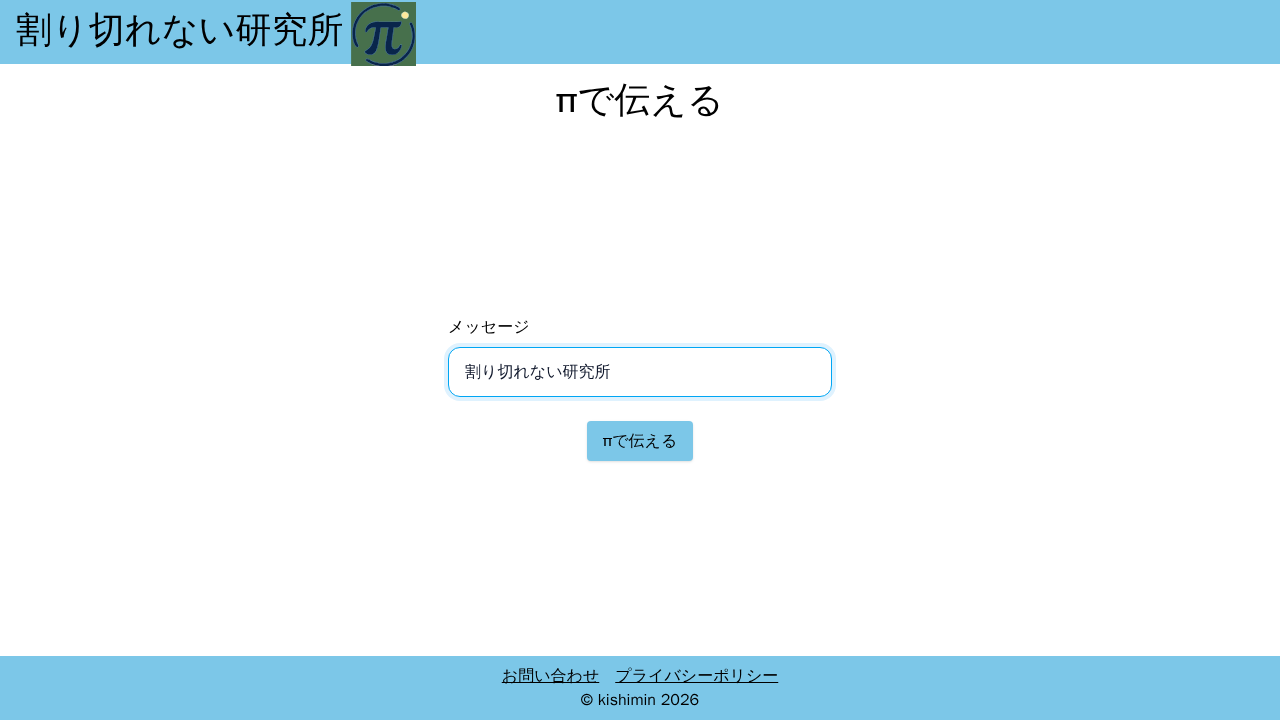 割り切れない研究所
πで伝える
メッセージ
割り切れない研究所
πで伝える
お問い合わせ プライバシーポリシー
© kishimin 2026